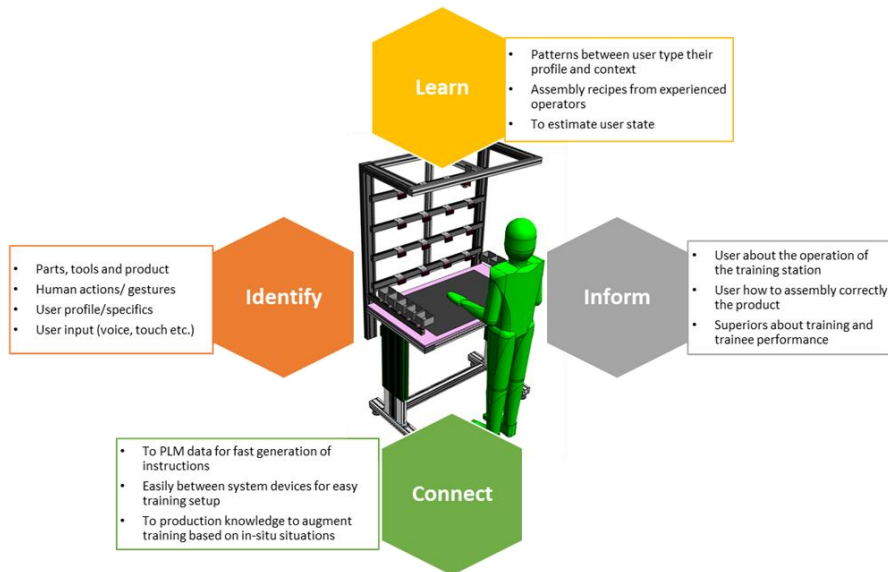 Learn
• Patterns between user type their
profile and context
• Assembly recipes from experienced
operators
• To estimate user state
• Parts, tools and product
• Human actions/ gestures
• User profile/specifics
• User input (voice, touch etc.)
Identify
Inform
• User about the operation of
the training station
• User how to assembly correctly
the product
• Superiors about training and
trainee performance
• To PLM data for fast generation of
instructions
• Easily between system devices for easy
training setup
• To production knowledge to augment
training based on in-situ situations
Connect